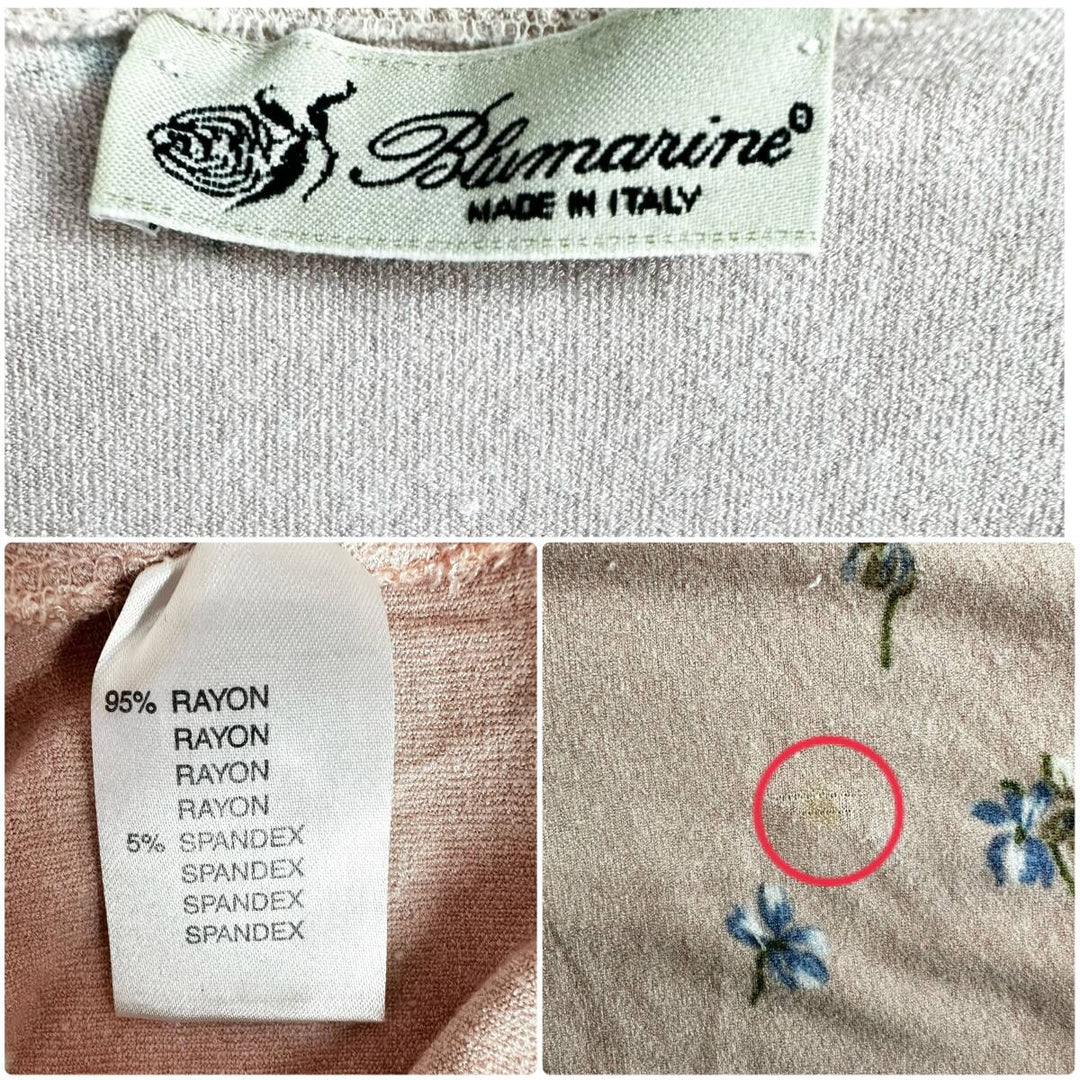 Blumarine®
MADE IN ITALY
95% RAYON
RAYON
RAYON
RAYON
5% SPANDEX
SPANDEX
SPANDEX
SPANDEX